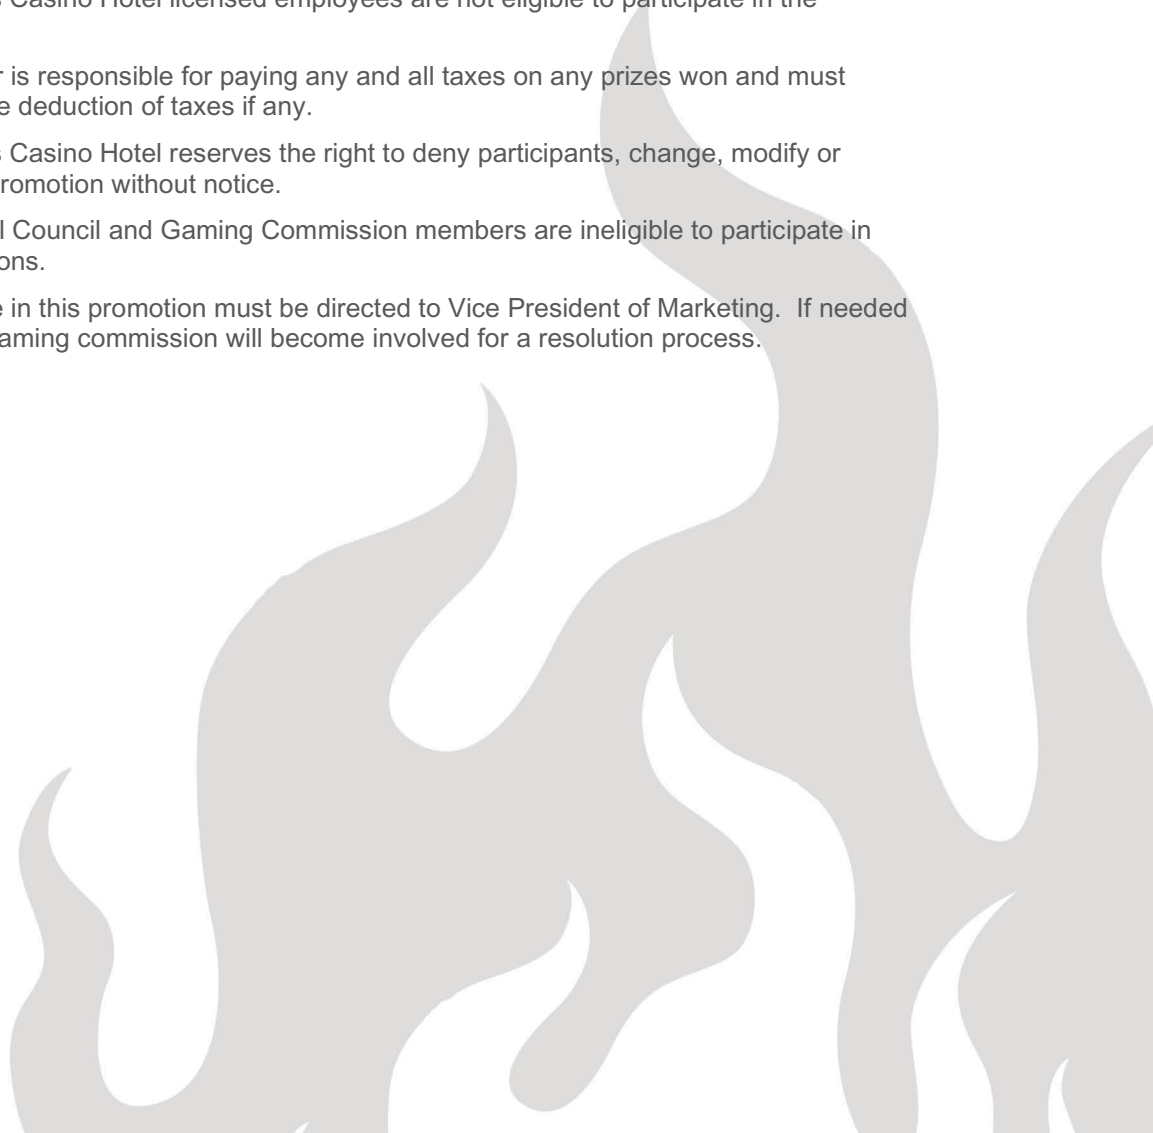 Casino Hotel licensed employees are not eligible to participate in the
is responsible for paying any and all taxes on any prizes won and must
deduction of taxes if any.
Casino Hotel reserves the right to deny participants, change, modify or
romotion without notice.
Council and Gaming Commission members are ineligible to participate in
ons.
in this promotion must be directed to Vice President of Marketing. If needed
aming commission will become involved for a resolution process.